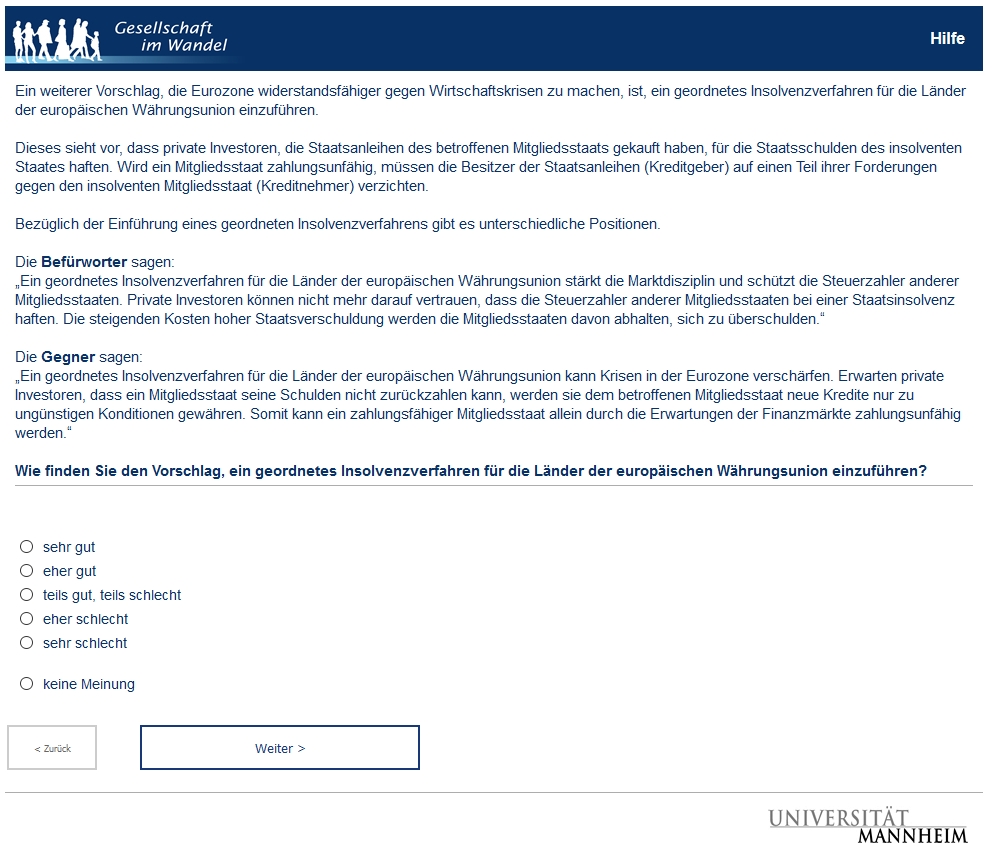 Gesellschaft
im Wandel
Hilfe
Ein weiterer Vorschlag, die Eurozone widerstandsfähiger gegen Wirtschaftskrisen zu machen, ist, ein geordnetes Insolvenzverfahren für die Länder
der europäischen Währungsunion einzuführen.
Dieses sieht vor, dass private Investoren, die Staatsanleihen des betroffenen Mitgliedsstaats gekauft haben, für die Staatsschulden des insolventen
Staates haften. Wird ein Mitgliedsstaat zahlungsunfähig, müssen die Besitzer der Staatsanleihen (Kreditgeber) auf einen Teil ihrer Forderungen
gegen den insolventen Mitgliedsstaat (Kreditnehmer) verzichten.
Bezüglich der Einführung eines geordneten Insolvenzverfahrens gibt es unterschiedliche Positionen.
Die Befürworter sagen:
„Ein geordnetes Insolvenzverfahren für die Länder der europäischen Währungsunion stärkt die Marktdisziplin und schützt die Steuerzahler anderer
Mitgliedsstaaten. Private Investoren können nicht mehr darauf vertrauen, dass die Steuerzahler anderer Mitgliedsstaaten bei einer Staatsinsolvenz
haften. Die steigenden Kosten hoher Staatsverschuldung werden die Mitgliedsstaaten davon abhalten, sich zu überschulden.“
Die Gegner sagen:
„Ein geordnetes Insolvenzverfahren für die Länder der europäischen Währungsunion kann Krisen in der Eurozone verschärfen. Erwarten private
Investoren, dass ein Mitgliedsstaat seine Schulden nicht zurückzahlen kann, werden sie dem betroffenen Mitgliedsstaat neue Kredite nur zu
ungünstigen Konditionen gewähren. Somit kann ein zahlungsfähiger Mitgliedsstaat allein durch die Erwartungen der Finanzmärkte zahlungsunfähig
werden.“
Wie finden Sie den Vorschlag, ein geordnetes Insolvenzverfahren für die Länder der europäischen Währungsunion einzuführen?
sehr gut
eher gut
teils gut, teils schlecht
eher schlecht
sehr schlecht
keine Meinung
< Zurück
Weiter >
UNIVERSITÄT
MANNHEIM